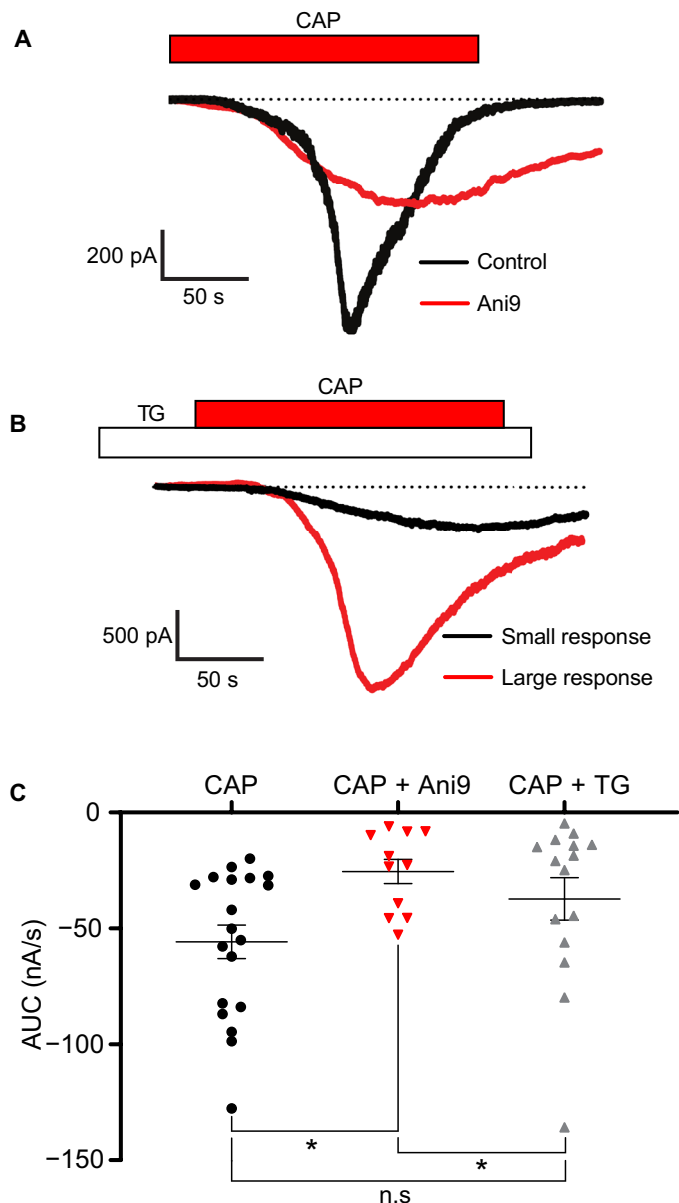 A
CAP
200 pA
50 s
Control
Ani9
B
TG
CAP
500 pA
50 s
Small response
Large response
C
CAP
CAP + Ani9
CAP + TG
0
−50
−100
−150
AUC (nA/s)
*
*
n.s